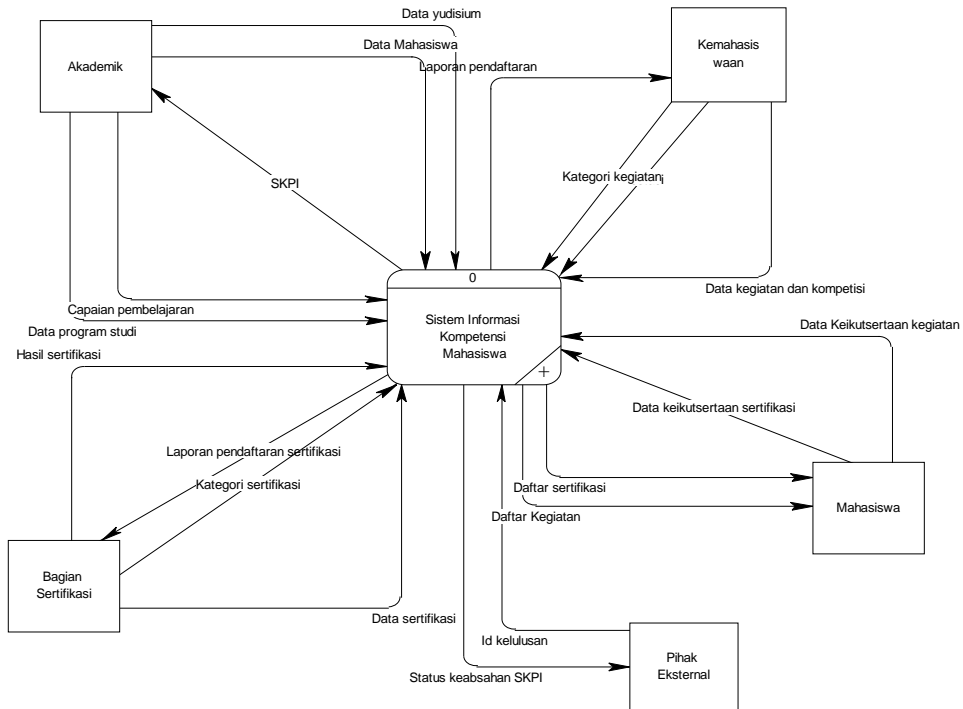 Data yudisium
Data Mahasiswa
Laporan pendaftaran
Akademik
Kemahasis
waan
SKPI
Kategori kegiatan
Data kegiatan dan kompetisi
0
Sistem Informasi
Kompetensi
Mahasiswa
+
Capaian pembelajaran
Data program studi
Hasil sertifikasi
Data Keikutsertaan kegiatan
Data keikutsertaan sertifikasi
Laporan pendaftaran sertifikasi
Kategori sertifikasi
Daftar sertifikasi
Daftar Kegiatan
Mahasiswa
Bagian
Sertifikasi
Data sertifikasi
Id kelulusan
Status keabsahan SKPI
Pihak
Eksternal